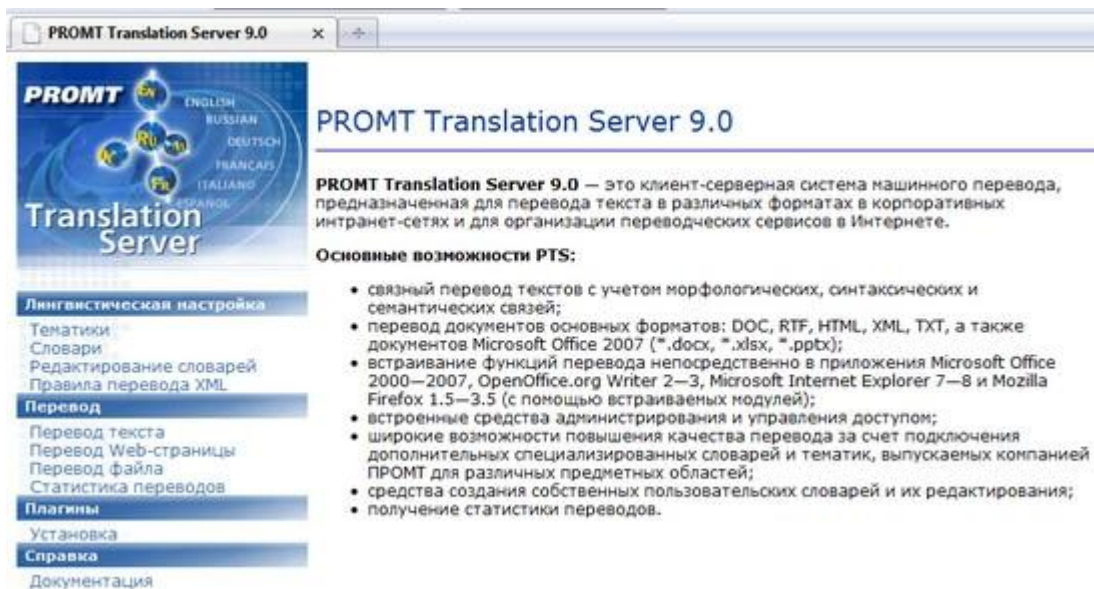 PROMT Translation Server 9.0
PROMT
EN
ENGLISH
RUSSIAN
DEUTSCH
FRANÇAIS
ITALIANO
ESPAÑOL
RU
DE
FR
Translation
Server
Лингвистическая настройка
Тематики
Словари
Редактирование словарей
Правила перевода XML
Перевод
Перевод текста
Перевод Web-страницы
Перевод файла
Статистика переводов
Плагины
Установка
Справка
Документация
PROMT Translation Server 9.0
PROMT Translation Server 9.0 — это клиент-серверная система машинного перевода,
предназначенная для перевода текста в различных форматах в корпоративных
интранет-сетях и для организации переводческих сервисов в Интернете.
Основные возможности PTS:
• связный перевод текстов с учетом морфологических, синтаксических и
семантических связей;
• перевод документов основных форматов: DOC, RTF, HTML, XML, TXT, а также
документов Microsoft Office 2007 (*.docx, *.xlsx, *.pptx);
• встраивание функций перевода непосредственно в приложения Microsoft Office
2000—2007, OpenOffice.org Writer 2—3, Microsoft Internet Explorer 7—8 и Mozilla
Firefox 1.5—3.5 (с помощью встраиваемых модулей);
• встроенные средства администрирования и управления доступом;
• широкие возможности повышения качества перевода за счет подключения
дополнительных специализированных словарей и тематик, выпускаемых компанией
ПРОМТ для различных предметных областей;
• средства создания собственных пользовательских словарей и их редактирования;
• получение статистики переводов.